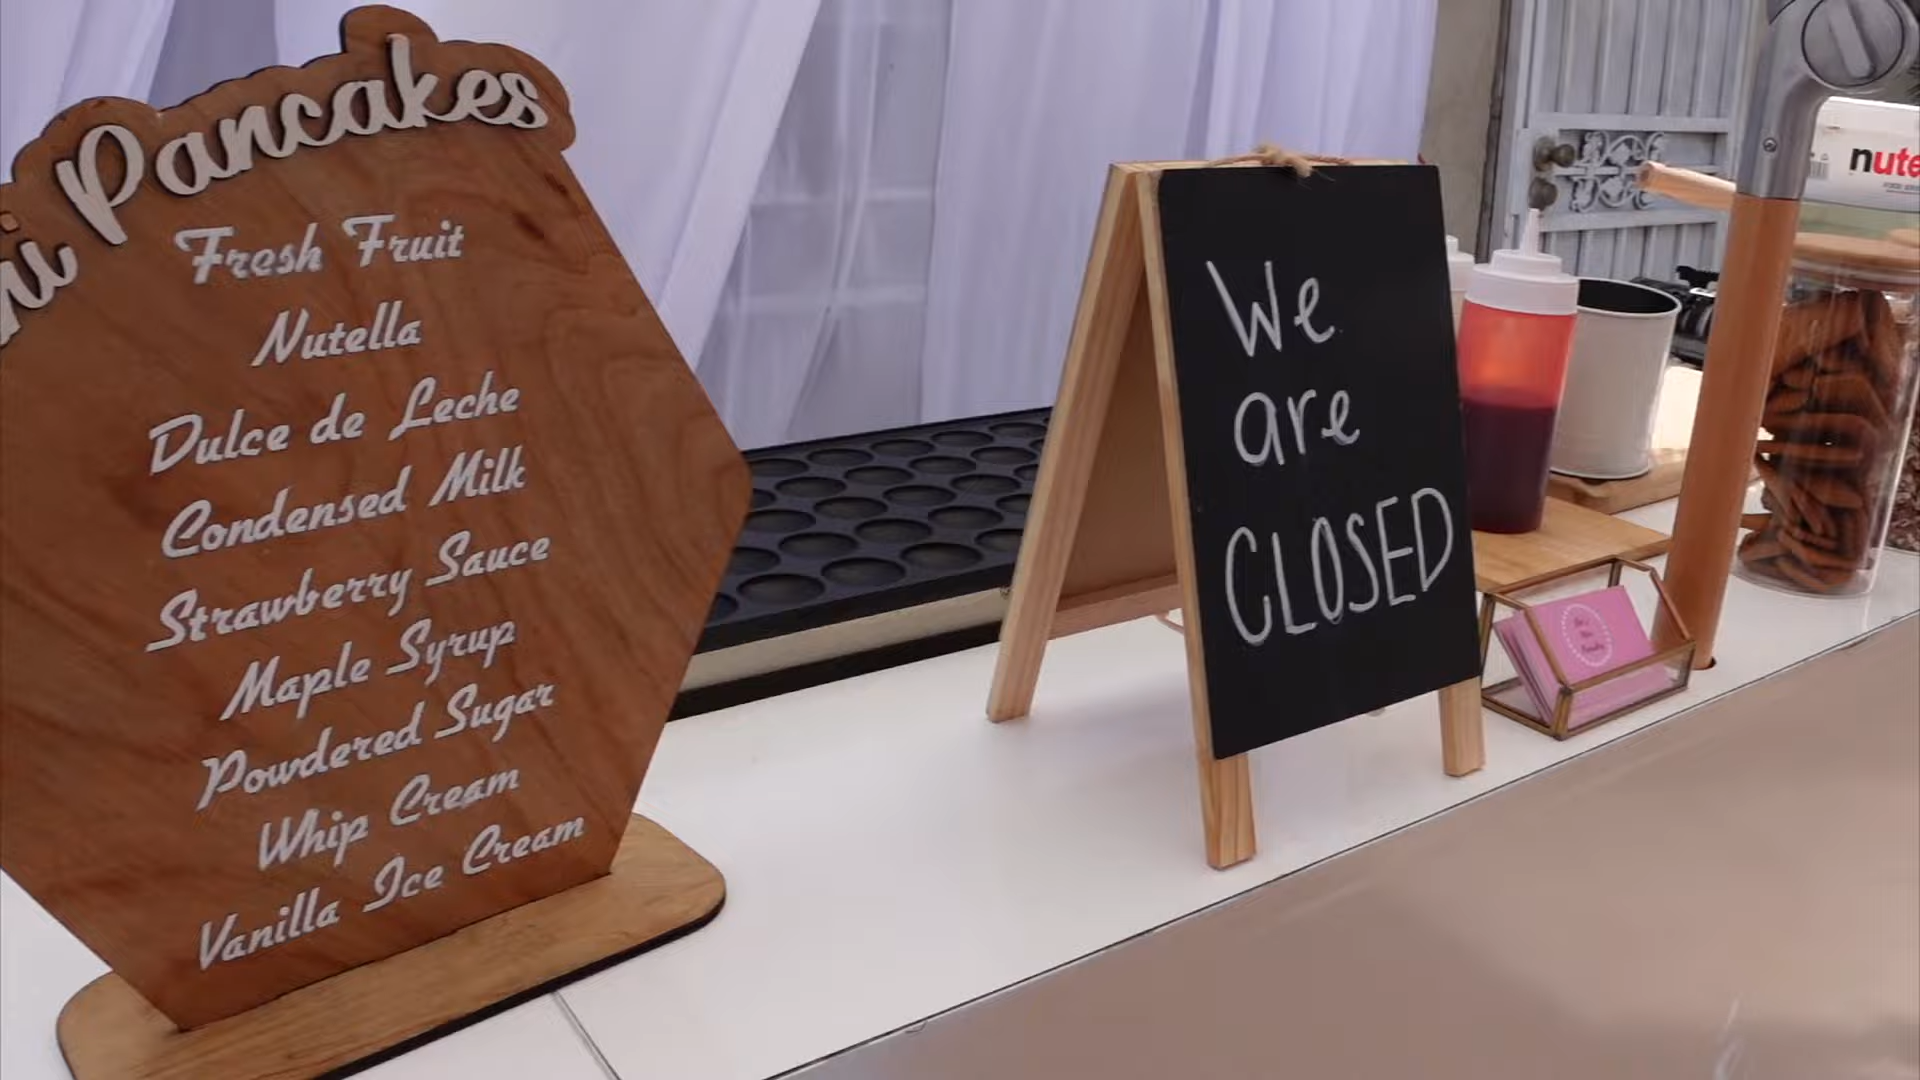 Pancakes
Fresh Fruit
Nutella
Dulce de Leche
Condensed Milk
Strawberry Sauce
Maple Syrup
Powdered Sugar
Whip Cream
Vanilla Ice Cream
We
are
CLOSED
nute